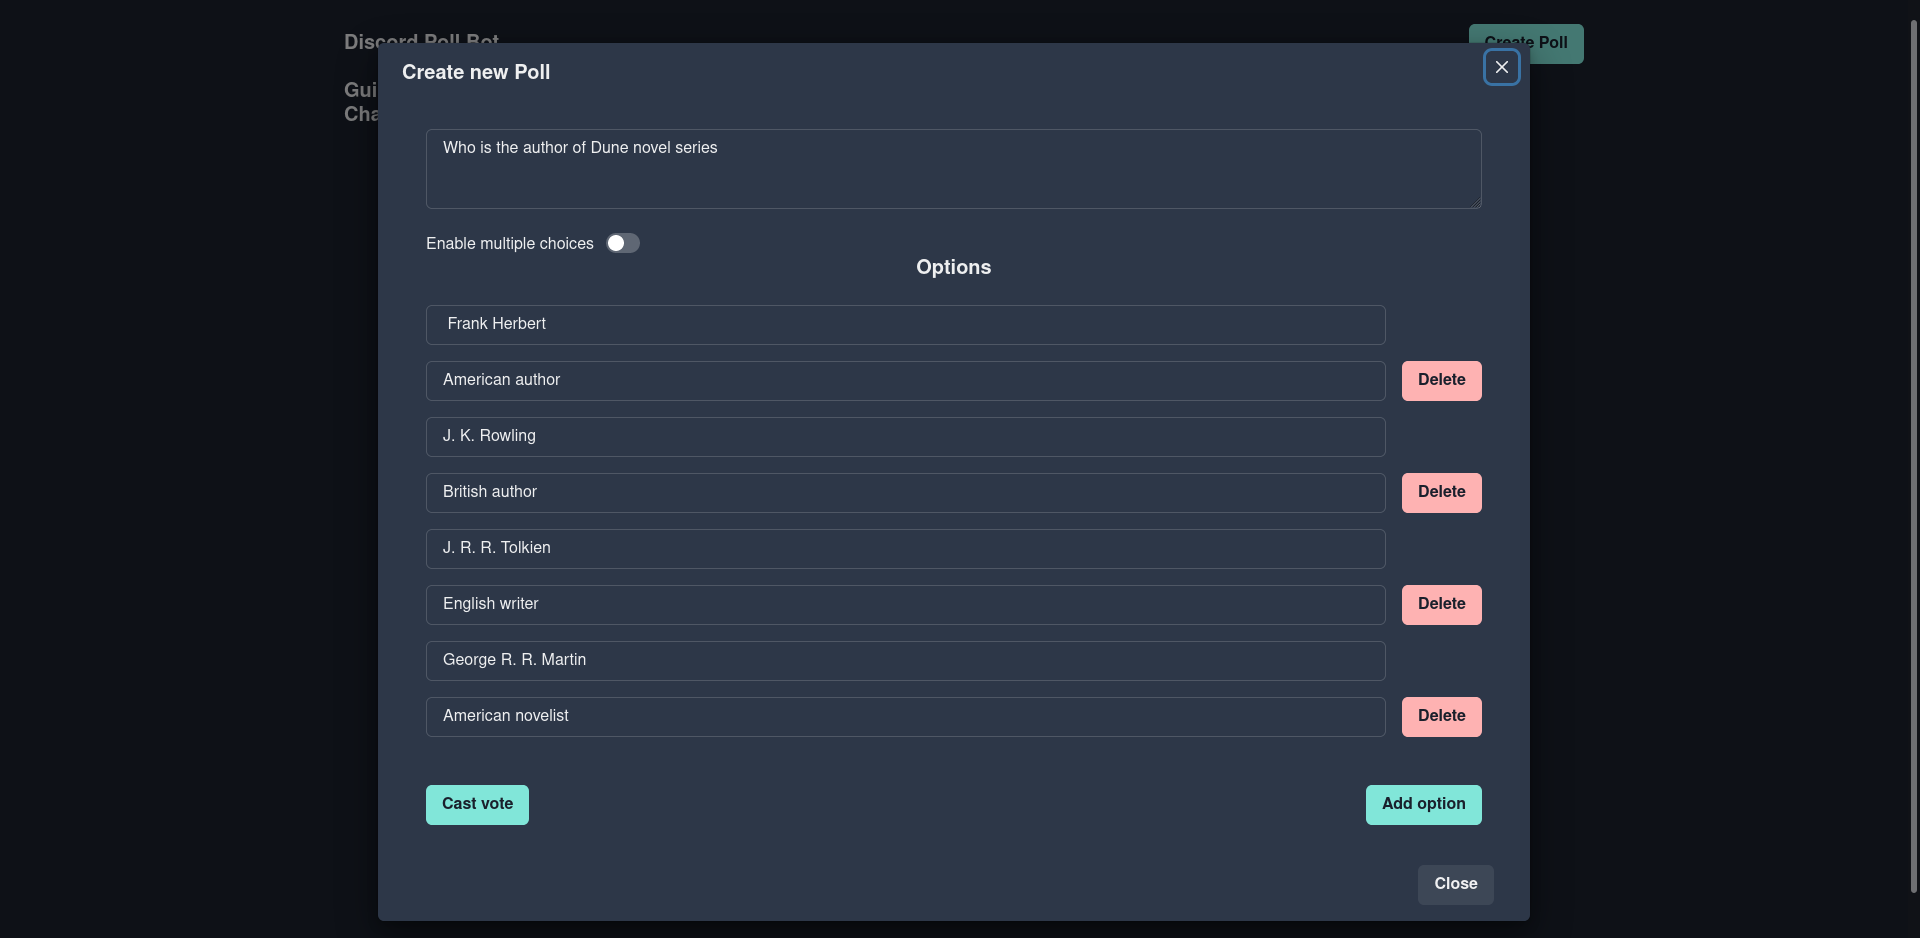 Discord Poll Bot
Create Poll
Gui
Cha
Create new Poll
Who is the author of Dune novel series
Enable multiple choices
Options
Frank Herbert
American author
Delete
J. K. Rowling
British author
Delete
J. R. R. Tolkien
English writer
Delete
George R. R. Martin
American novelist
Delete
Cast vote
Add option
Close